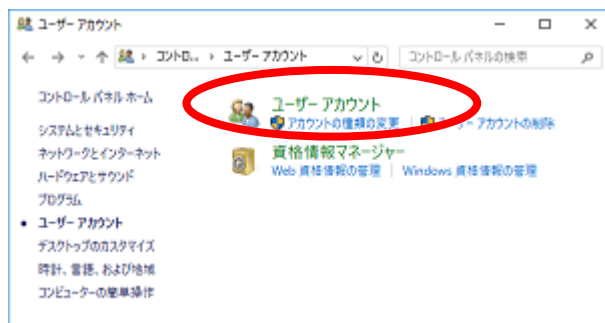 ユーザー アカウント
コントロ... › ユーザー アカウント
コントロール パネルの検索
コントロール パネル ホーム
システムとセキュリティ
ネットワークとインターネット
ハードウェアとサウンド
プログラム
ユーザー アカウント
デスクトップのカスタマイズ
時計、言語、および地域
コンピューターの簡単操作
ユーザー アカウント
アカウントの種類の変更
ユーザー アカウントの削除
資格情報マネージャー
Web 資格情報の管理
Windows 資格情報の管理